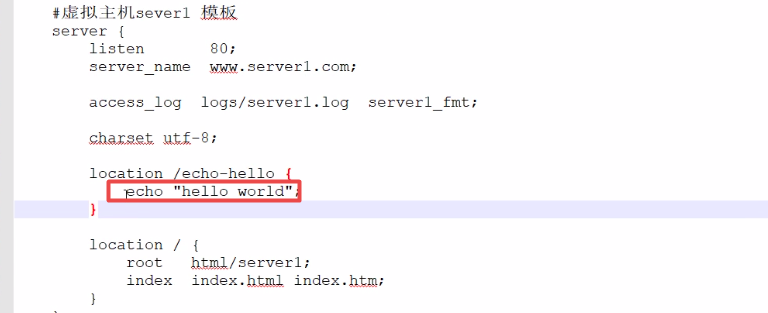 #虚拟主机sever1 模板
server {
listen 80;
server_name www.server1.com;
access_log logs/server1.log server1_fmt;
charset utf-8;
location /echo-hello {
echo "hello world";
}
location / {
root html/server1;
index index.html index.htm;
}